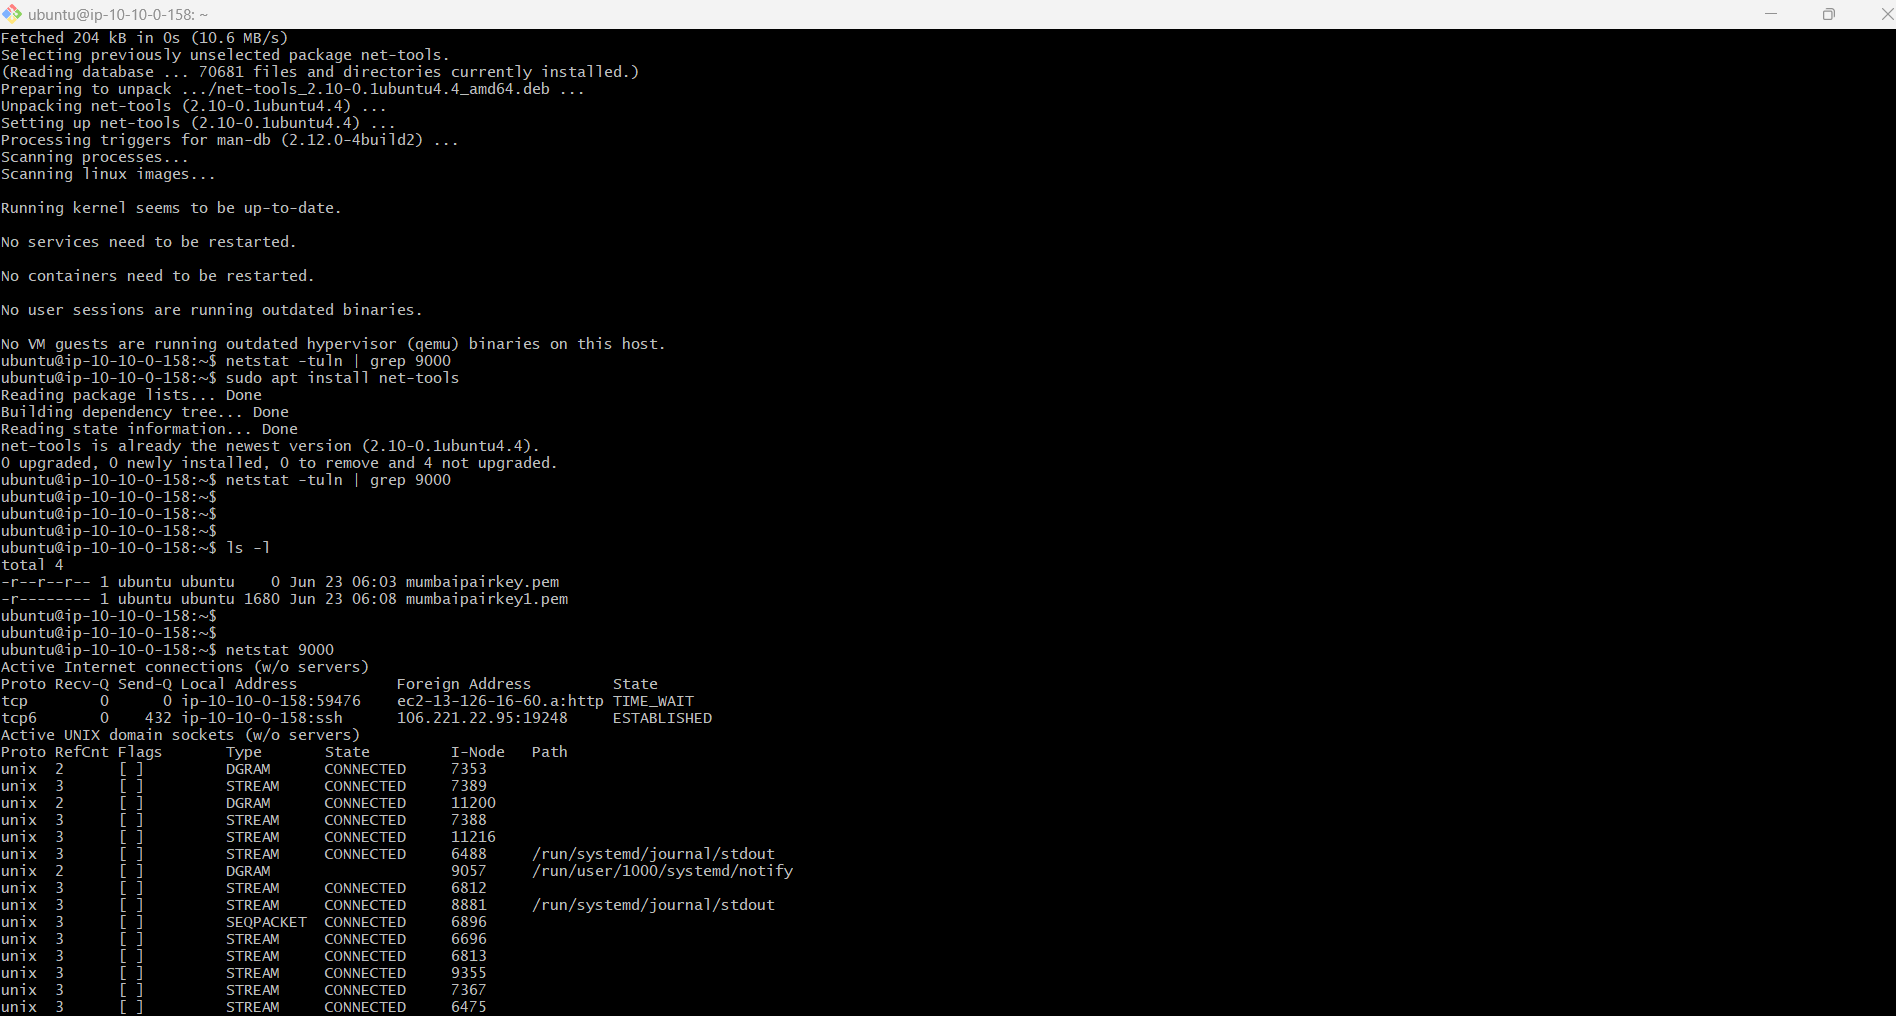 ubuntu@ip-10-10-0-158: ~
Fetched 204 kB in 0s (10.6 MB/s)
Selecting previously unselected package net-tools.
(Reading database ... 70681 files and directories currently installed.)
Preparing to unpack .../net-tools_2.10-0.1ubuntu4.4_amd64.deb ...
Unpacking net-tools (2.10-0.1ubuntu4.4) ...
Setting up net-tools (2.10-0.1ubuntu4.4) ...
Processing triggers for man-db (2.12.0-4build2) ...
Scanning processes...
Scanning linux images...
Running kernel seems to be up-to-date.
No services need to be restarted.
No containers need to be restarted.
No user sessions are running outdated binaries.
No VM guests are running outdated hypervisor (qemu) binaries on this host.
ubuntu@ip-10-10-0-158:~$ netstat -tuln | grep 9000
ubuntu@ip-10-10-0-158:~$ sudo apt install net-tools
Reading package lists... Done
Building dependency tree... Done
Reading state information... Done
net-tools is already the newest version (2.10-0.1ubuntu4.4).
0 upgraded, 0 newly installed, 0 to remove and 4 not upgraded.
ubuntu@ip-10-10-0-158:~$ netstat -tuln | grep 9000
ubuntu@ip-10-10-0-158:~$
ubuntu@ip-10-10-0-158:~$
ubuntu@ip-10-10-0-158:~$
ubuntu@ip-10-10-0-158:~$ ls -l
total 4
-r--r--r-- 1 ubuntu ubuntu    0 Jun 23 06:03 mumbaipairkey.pem
-r-------- 1 ubuntu ubuntu 1680 Jun 23 06:08 mumbaipairkey1.pem
ubuntu@ip-10-10-0-158:~$
ubuntu@ip-10-10-0-158:~$
ubuntu@ip-10-10-0-158:~$ netstat 9000
Active Internet connections (w/o servers)
Proto Recv-Q Send-Q Local Address           Foreign Address         State
tcp        0      0 ip-10-10-0-158:59476    ec2-13-126-16-60.a:http TIME_WAIT
tcp6       0    432 ip-10-10-0-158:ssh      106.221.22.95:19248     ESTABLISHED
Active UNIX domain sockets (w/o servers)
Proto RefCnt Flags       Type       State         I-Node   Path
unix  2      [ ]         DGRAM      CONNECTED     7353
unix  3      [ ]         STREAM     CONNECTED     7389
unix  2      [ ]         DGRAM      CONNECTED     11200
unix  3      [ ]         STREAM     CONNECTED     7388
unix  3      [ ]         STREAM     CONNECTED     11216
unix  3      [ ]         STREAM     CONNECTED     6488     /run/systemd/journal/stdout
unix  2      [ ]         DGRAM                    9057     /run/user/1000/systemd/notify
unix  3      [ ]         STREAM     CONNECTED     6812
unix  3      [ ]         STREAM     CONNECTED     8881     /run/systemd/journal/stdout
unix  3      [ ]         SEQPACKET  CONNECTED     6896
unix  3      [ ]         STREAM     CONNECTED     6696
unix  3      [ ]         STREAM     CONNECTED     6813
unix  3      [ ]         STREAM     CONNECTED     9355
unix  3      [ ]         STREAM     CONNECTED     7367
unix  3      [ ]         STREAM     CONNECTED     6475